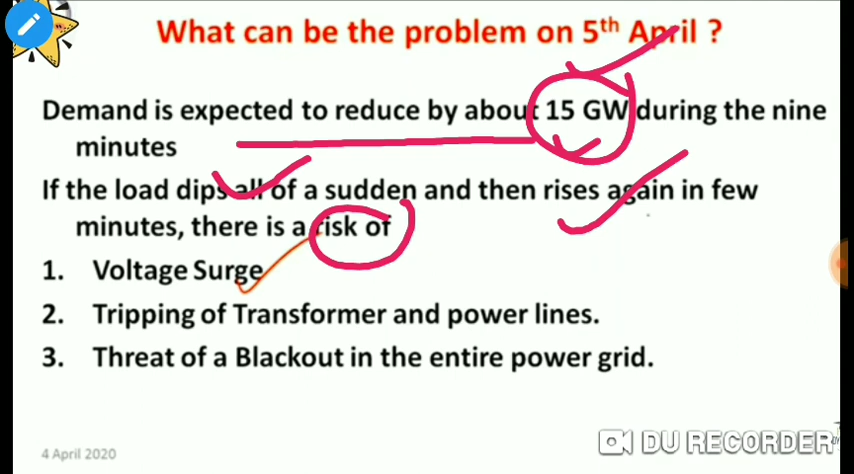 What can be the problem on 5th April ?
Demand is expected to reduce by about 15 GW during the nine
minutes
If the load dips all of a sudden and then rises again in few
minutes, there is a risk of
1. Voltage Surge
2. Tripping of Transformer and power lines.
3. Threat of a Blackout in the entire power grid.
4 April 2020
DU RECORDER